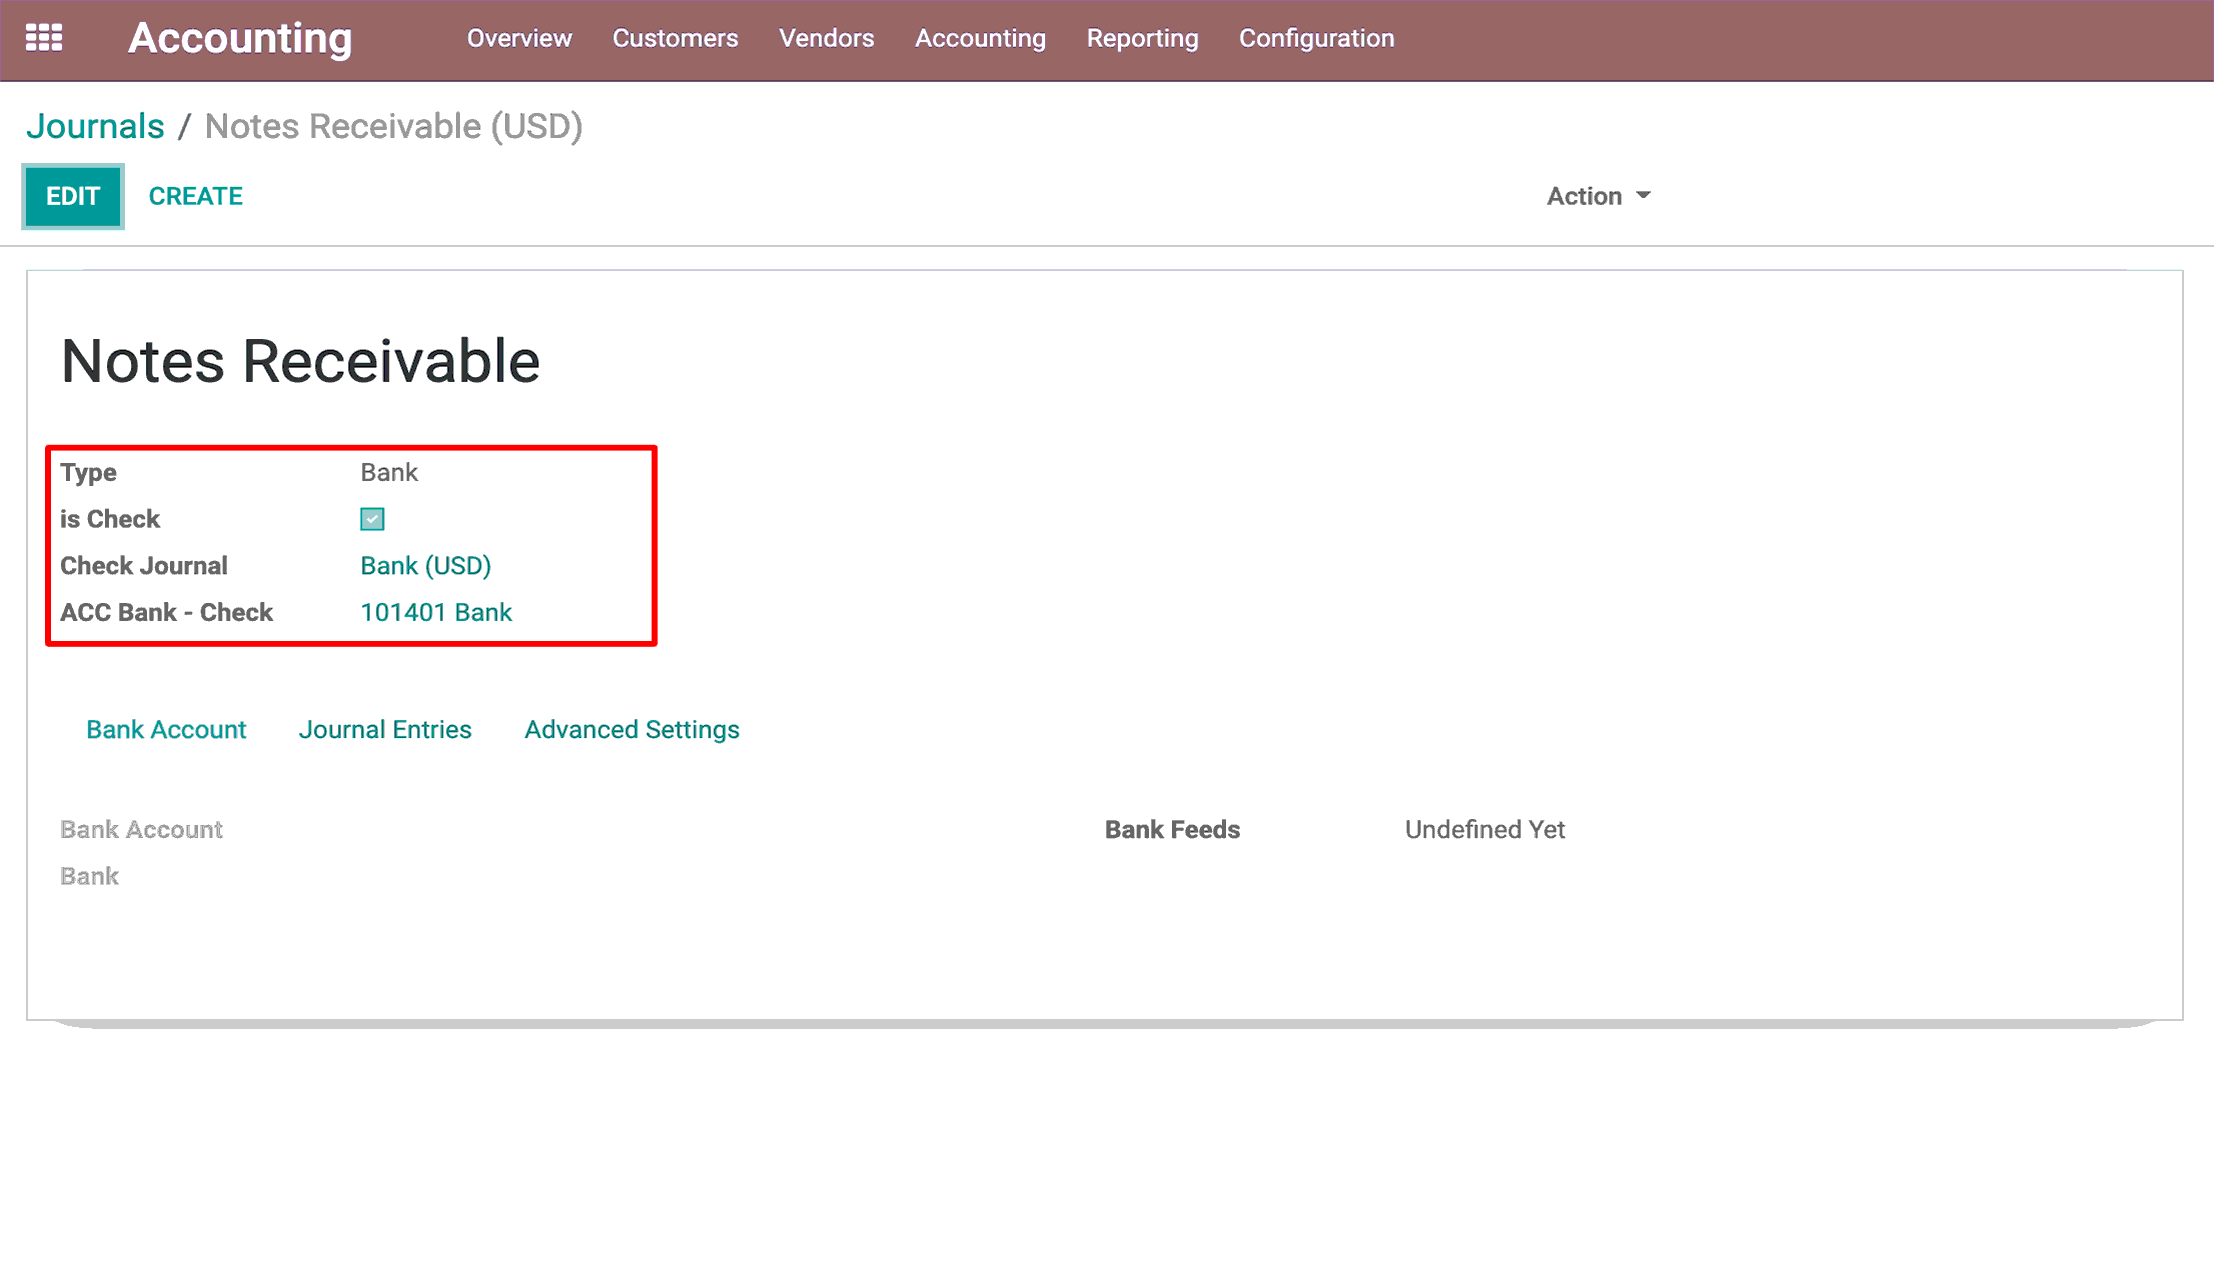 Accounting Overview Customers Vendors Accounting Reporting Configuration
Journals / Notes Receivable (USD)
EDIT CREATE Action
Notes Receivable
Type Bank
is Check
Check Journal Bank (USD)
ACC Bank - Check 101401 Bank
Bank Account Journal Entries Advanced Settings
Bank Account Bank Feeds Undefined Yet
Bank